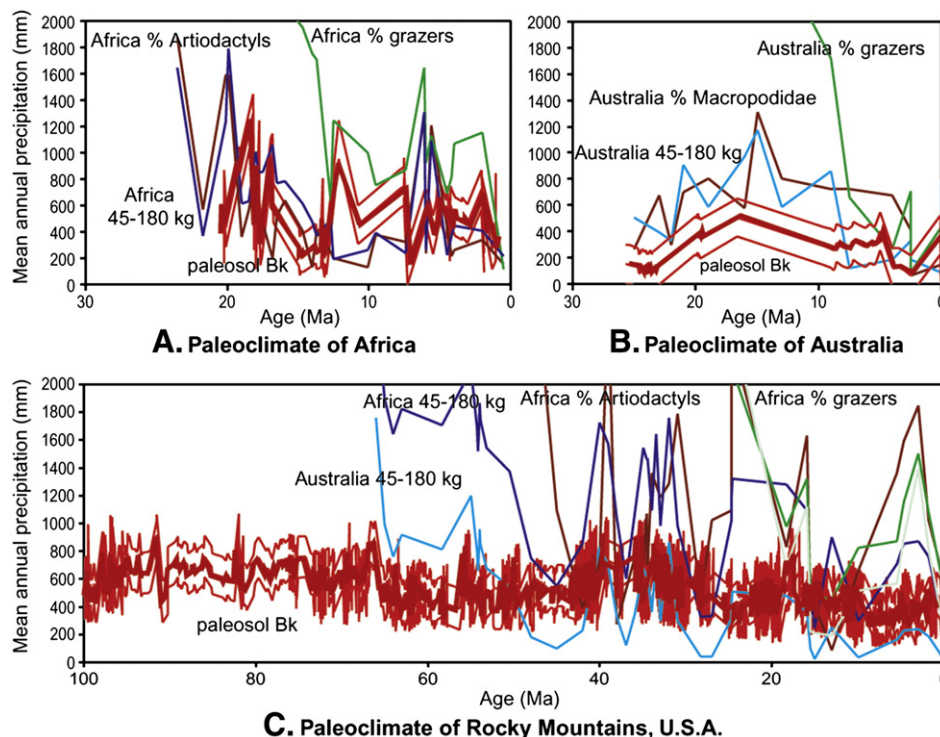 Mean annual precipitation (mm)
2000
1800
1600
1400
1200
1000
800
600
400
200
0
Africa % Artiodactyls
Africa % grazers
Africa
45-180 kg
paleosol Bk
30
20
10
0
Age (Ma)
A. Paleoclimate of Africa
2000
1800
1600
1400
1200
1000
800
600
400
200
0
Australia % grazers
Australia % Macropodidae
Australia 45-180 kg
paleosol Bk
30
20
10
0
Age (Ma)
B. Paleoclimate of Australia
Mean annual precipitation (mm)
2000
1800
1600
1400
1200
1000
800
600
400
200
0
Africa 45-180 kg
Africa % Artiodactyls
Africa % grazers
Australia 45-180 kg
paleosol Bk
100
80
60
40
20
Age (Ma)
C. Paleoclimate of Rocky Mountains, U.S.A.